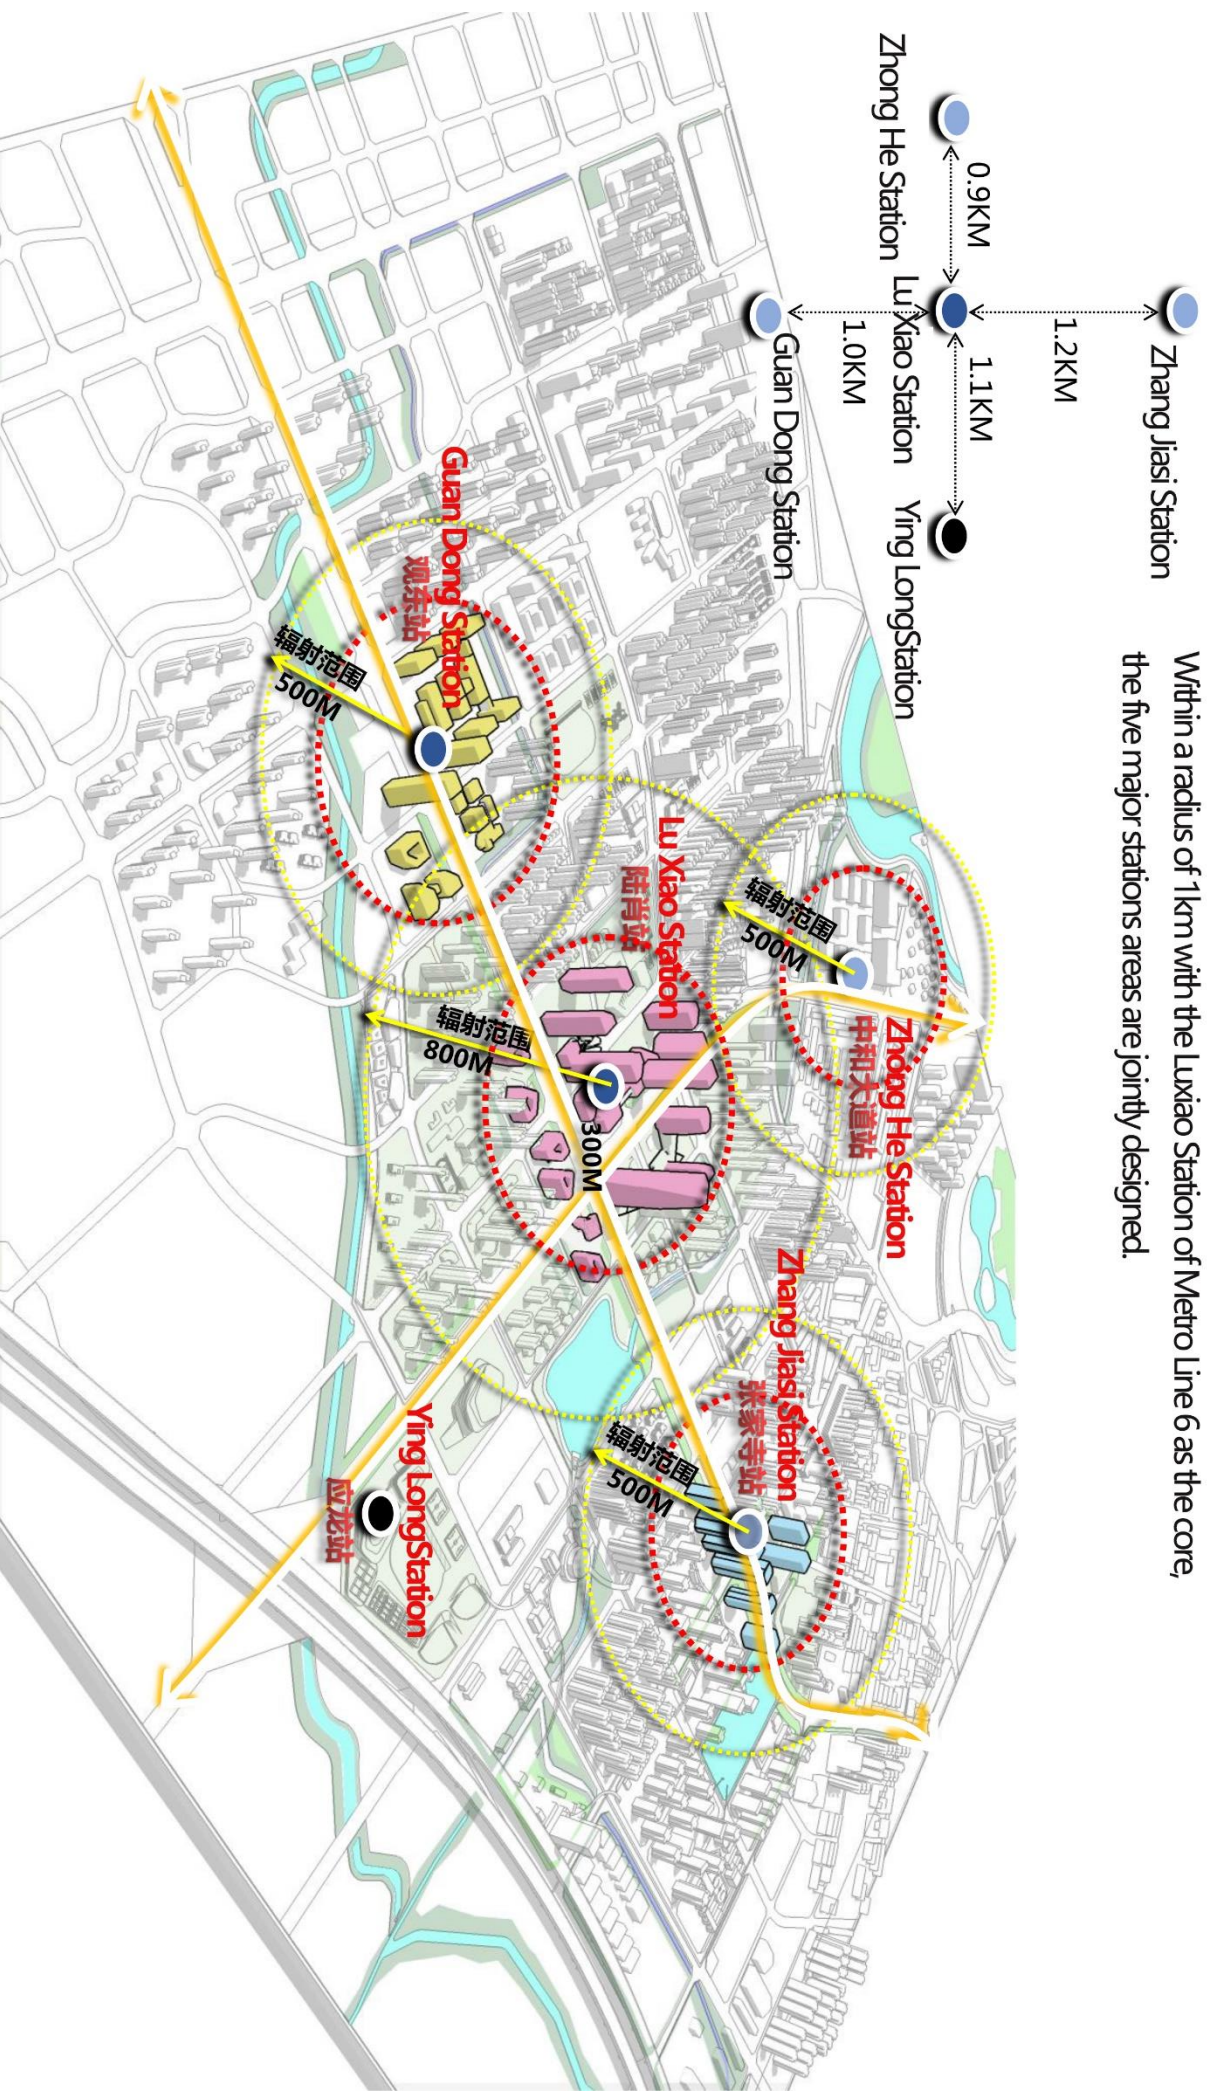 Within a radius of 1km with the Luxiao Station of Metro Line 6 as the core,
the five major stations areas are jointly designed.
Zhang Jiasi Station
1.2KM
0.9KM
1.1KM
Zhong He Station
Lu Xiao Station
Ying LongStation
1.0KM
Guan Dong Station
Zhong He Station
中和大道站
辐射范围
500M
Zhang Jiasi Station
张家寺站
辐射范围
500M
Lu Xiao Station
陆肖站
300M
辐射范围
800M
Guan Dong Station
观东站
辐射范围
500M
Ying LongStation
应龙站